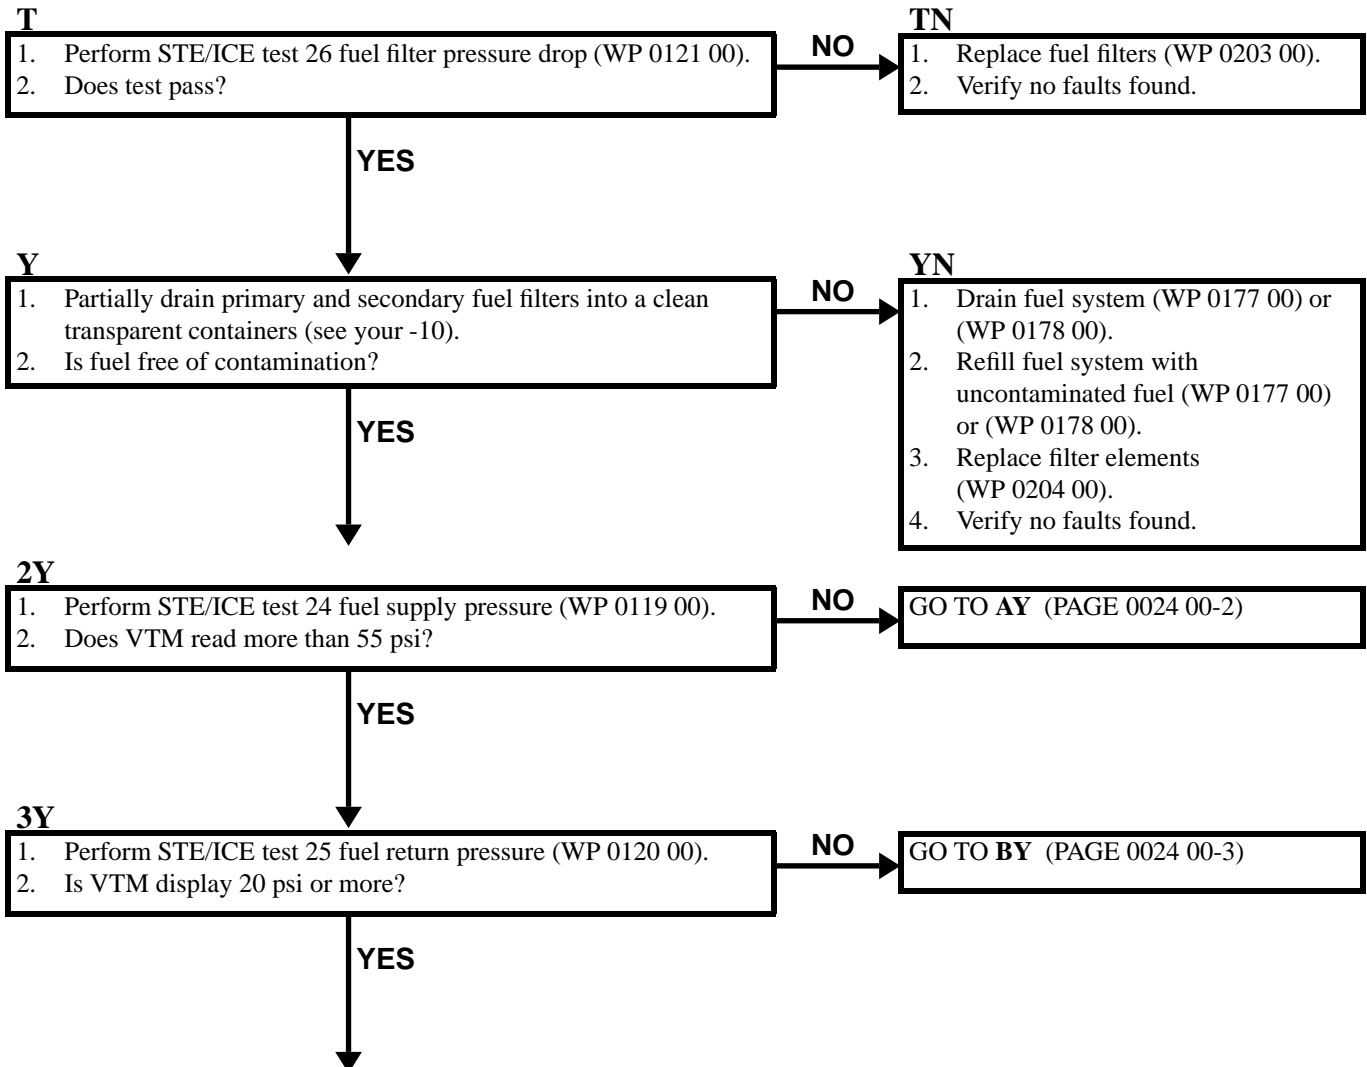 T
1. Perform STE/ICE test 26 fuel filter pressure drop (WP 0121 00).
2. Does test pass?
NO
TN
1. Replace fuel filters (WP 0203 00).
2. Verify no faults found.
YES
Y
1. Partially drain primary and secondary fuel filters into a clean
transparent containers (see your -10).
2. Is fuel free of contamination?
NO
YN
1. Drain fuel system (WP 0177 00) or
(WP 0178 00).
2. Refill fuel system with
uncontaminated fuel (WP 0177 00)
or (WP 0178 00).
3. Replace filter elements
(WP 0204 00).
4. Verify no faults found.
YES
2Y
1. Perform STE/ICE test 24 fuel supply pressure (WP 0119 00).
2. Does VTM read more than 55 psi?
NO
GO TO AY (PAGE 0024 00-2)
YES
3Y
1. Perform STE/ICE test 25 fuel return pressure (WP 0120 00).
2. Is VTM display 20 psi or more?
NO
GO TO BY (PAGE 0024 00-3)
YES